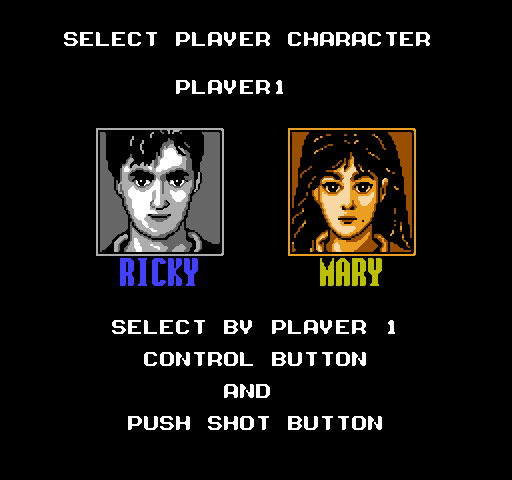 SELECT PLAYER CHARACTER
PLAYER1
RICKY MARY
SELECT BY PLAYER 1
CONTROL BUTTON
AND
PUSH SHOT BUTTON